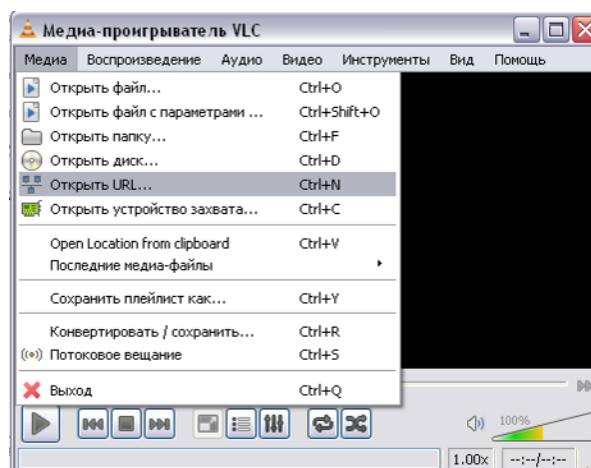 Медиа-проигрыватель VLC
Медиа Воспроизведение Аудио Видео Инструменты Вид Помощь
Открыть файл... Ctrl+O
Открыть файл с параметрами ... Ctrl+Shift+O
Открыть папку... Ctrl+F
Открыть диск... Ctrl+D
Открыть URL... Ctrl+N
Открыть устройство захвата... Ctrl+C
Open Location from clipboard Ctrl+V
Последние медиа-файлы
Сохранить плейлист как... Ctrl+Y
Конвертировать / сохранить... Ctrl+R
Потоковое вещание Ctrl+S
Выход Ctrl+Q
100%
1.00x --:--/--:--